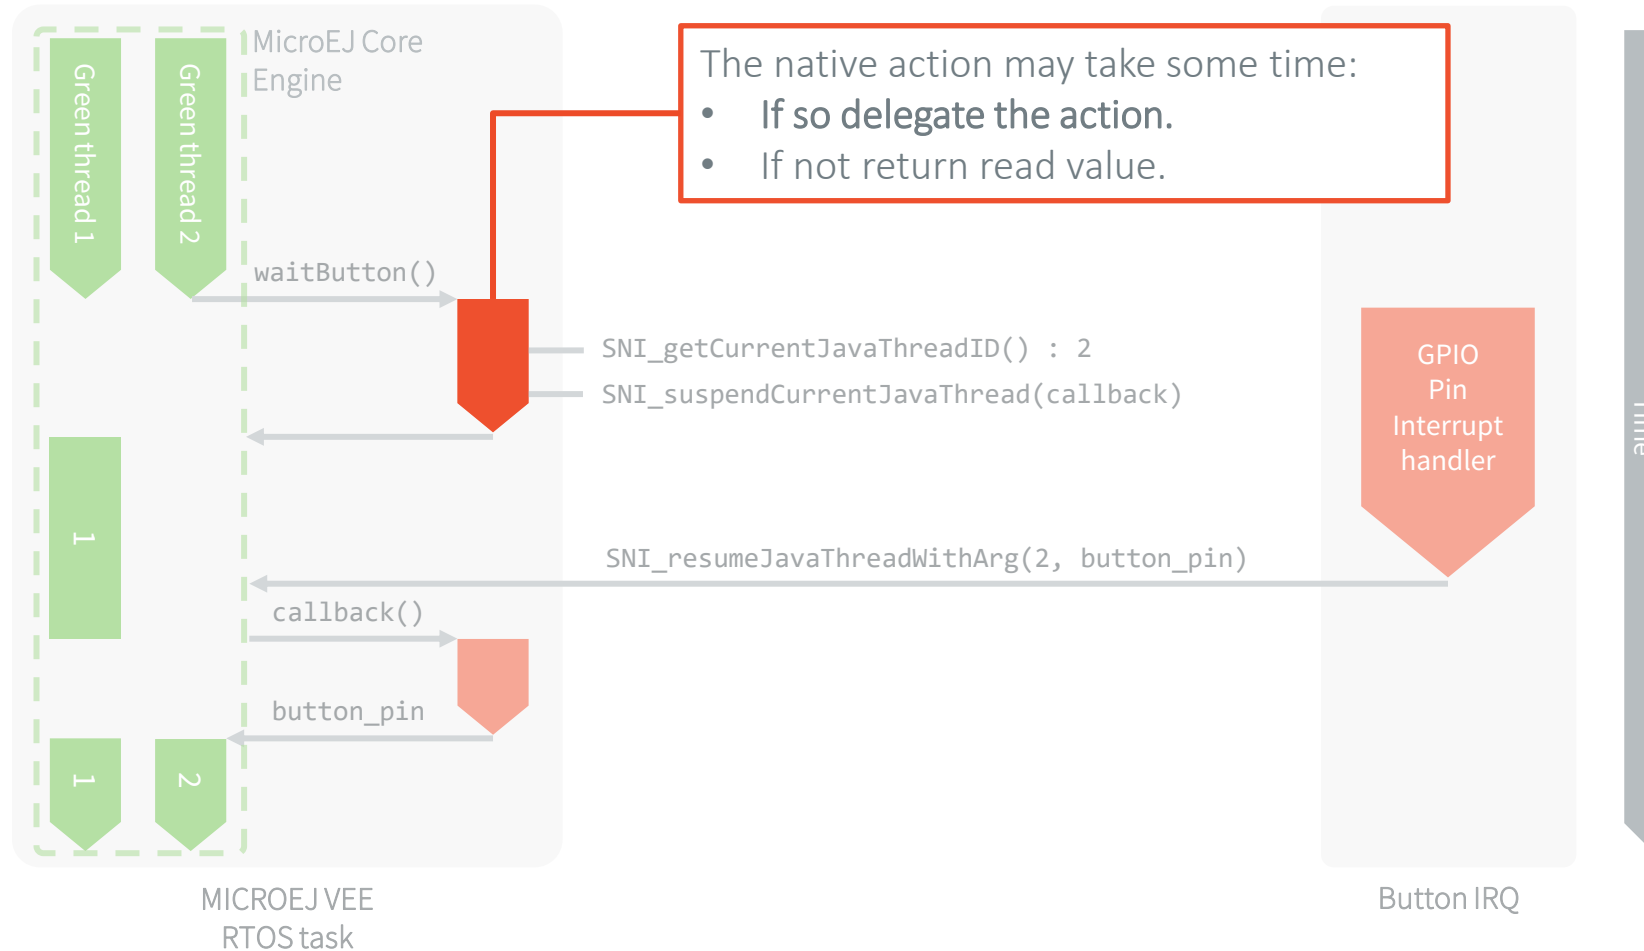 MicroEJ Core
Engine
Green thread 1
Green thread 2
The native action may take some time:
• If so delegate the action.
• If not return read value.
waitButton()
SNI_getCurrentJavaThreadID() : 2
SNI_suspendCurrentJavaThread(callback)
GPIO
Pin
Interrupt
handler
Time
1
SNI_resumeJavaThreadWithArg(2, button_pin)
callback()
button_pin
1
2
MICROEJ VEE
RTOS task
Button IRQ